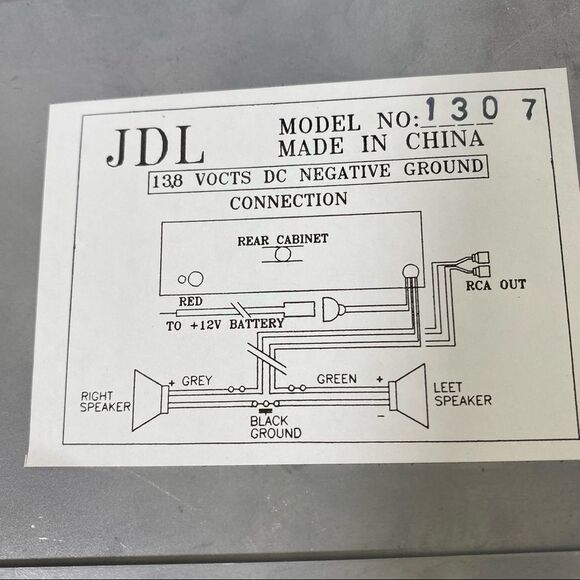 JDL
MODEL NO: 1307
MADE IN CHINA
13.8 VOCTS DC NEGATIVE GROUND
CONNECTION
REAR CABINET
RED
RCA OUT
TO +12V BATTERY
+ GREY
GREEN +
RIGHT
SPEAKER
LEET
SPEAKER
BLACK
GROUND
-